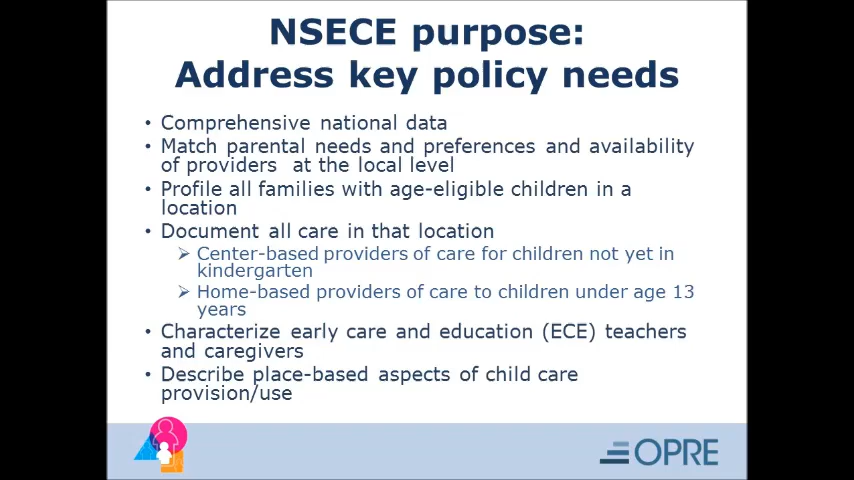 NSECE purpose:
Address key policy needs
• Comprehensive national data
• Match parental needs and preferences and availability
of providers at the local level
• Profile all families with age-eligible children in a
location
• Document all care in that location
➢ Center-based providers of care for children not yet in
kindergarten
➢ Home-based providers of care to children under age 13
years
• Characterize early care and education (ECE) teachers
and caregivers
• Describe place-based aspects of child care
provision/use
OPRE